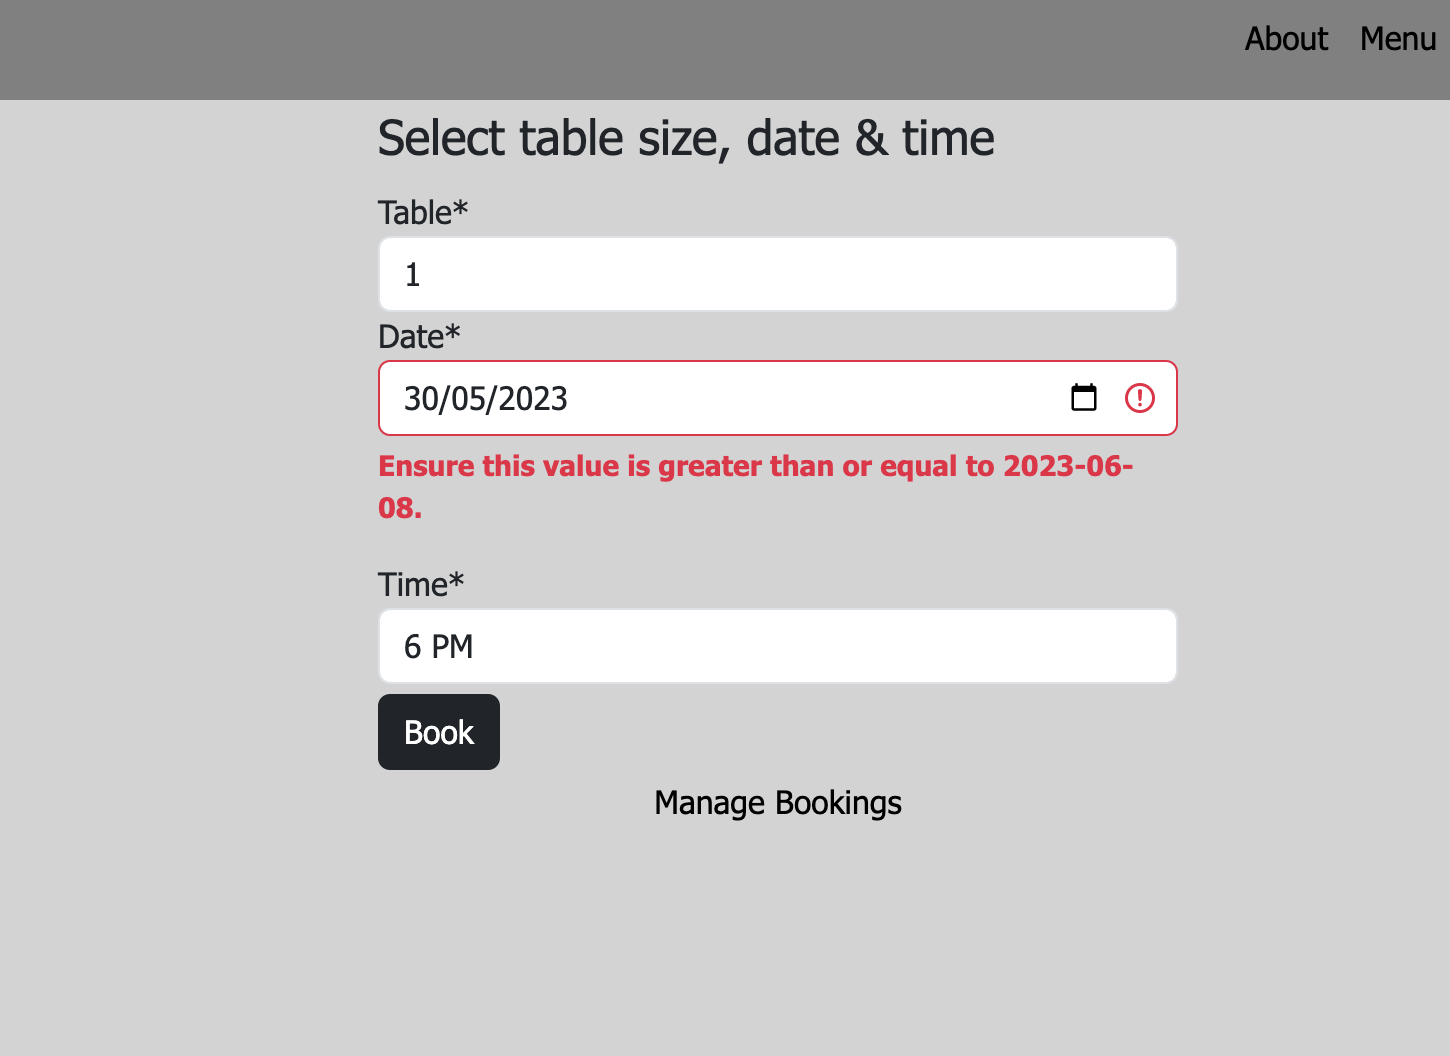 About Menu
Select table size, date & time
Table*
1
Date*
30/05/2023
Ensure this value is greater than or equal to 2023-06-
08.
Time*
6 PM
Book
Manage Bookings